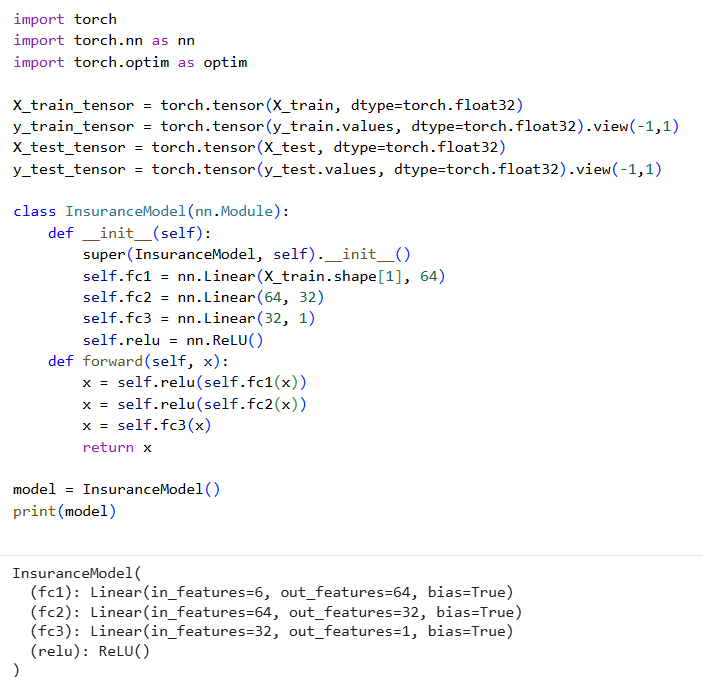 import torch
import torch.nn as nn
import torch.optim as optim
X_train_tensor = torch.tensor(X_train, dtype=torch.float32)
y_train_tensor = torch.tensor(y_train.values, dtype=torch.float32).view(-1,1)
X_test_tensor = torch.tensor(X_test, dtype=torch.float32)
y_test_tensor = torch.tensor(y_test.values, dtype=torch.float32).view(-1,1)
class InsuranceModel(nn.Module):
    def __init__(self):
        super(InsuranceModel, self).__init__()
        self.fc1 = nn.Linear(X_train.shape[1], 64)
        self.fc2 = nn.Linear(64, 32)
        self.fc3 = nn.Linear(32, 1)
        self.relu = nn.ReLU()
    def forward(self, x):
        x = self.relu(self.fc1(x))
        x = self.relu(self.fc2(x))
        x = self.fc3(x)
        return x
model = InsuranceModel()
print(model)
InsuranceModel(
  (fc1): Linear(in_features=6, out_features=64, bias=True)
  (fc2): Linear(in_features=64, out_features=32, bias=True)
  (fc3): Linear(in_features=32, out_features=1, bias=True)
  (relu): ReLU()
)